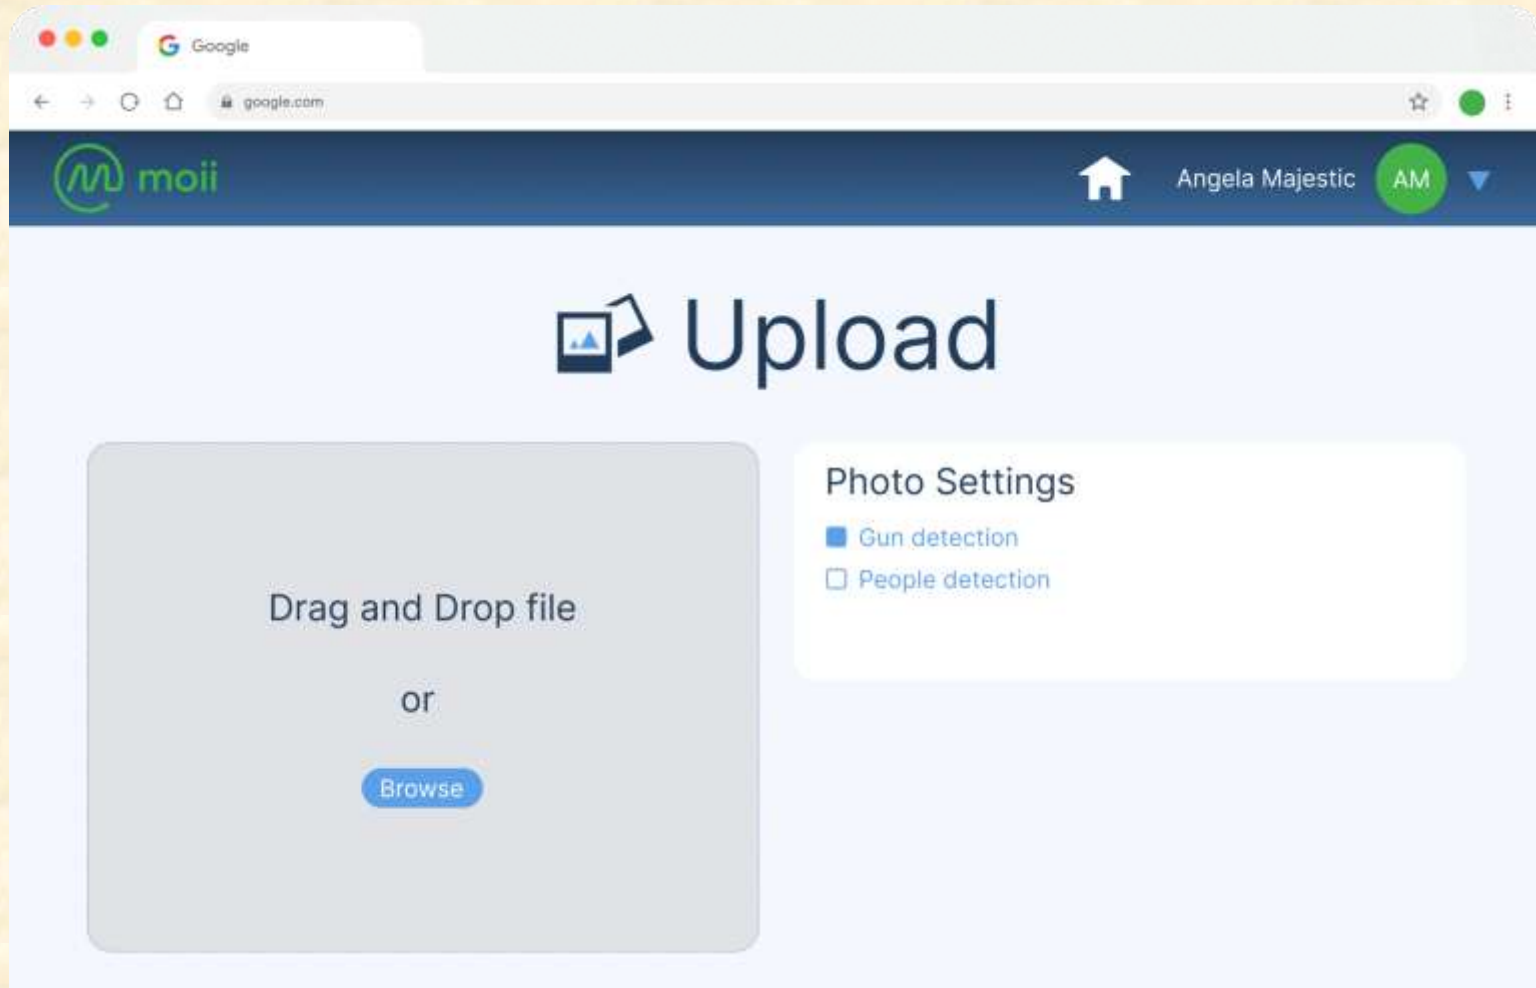 Google
google.com
moii
Angela Majestic AM
Upload
Drag and Drop file
or
Browse
Photo Settings
Gun detection
People detection